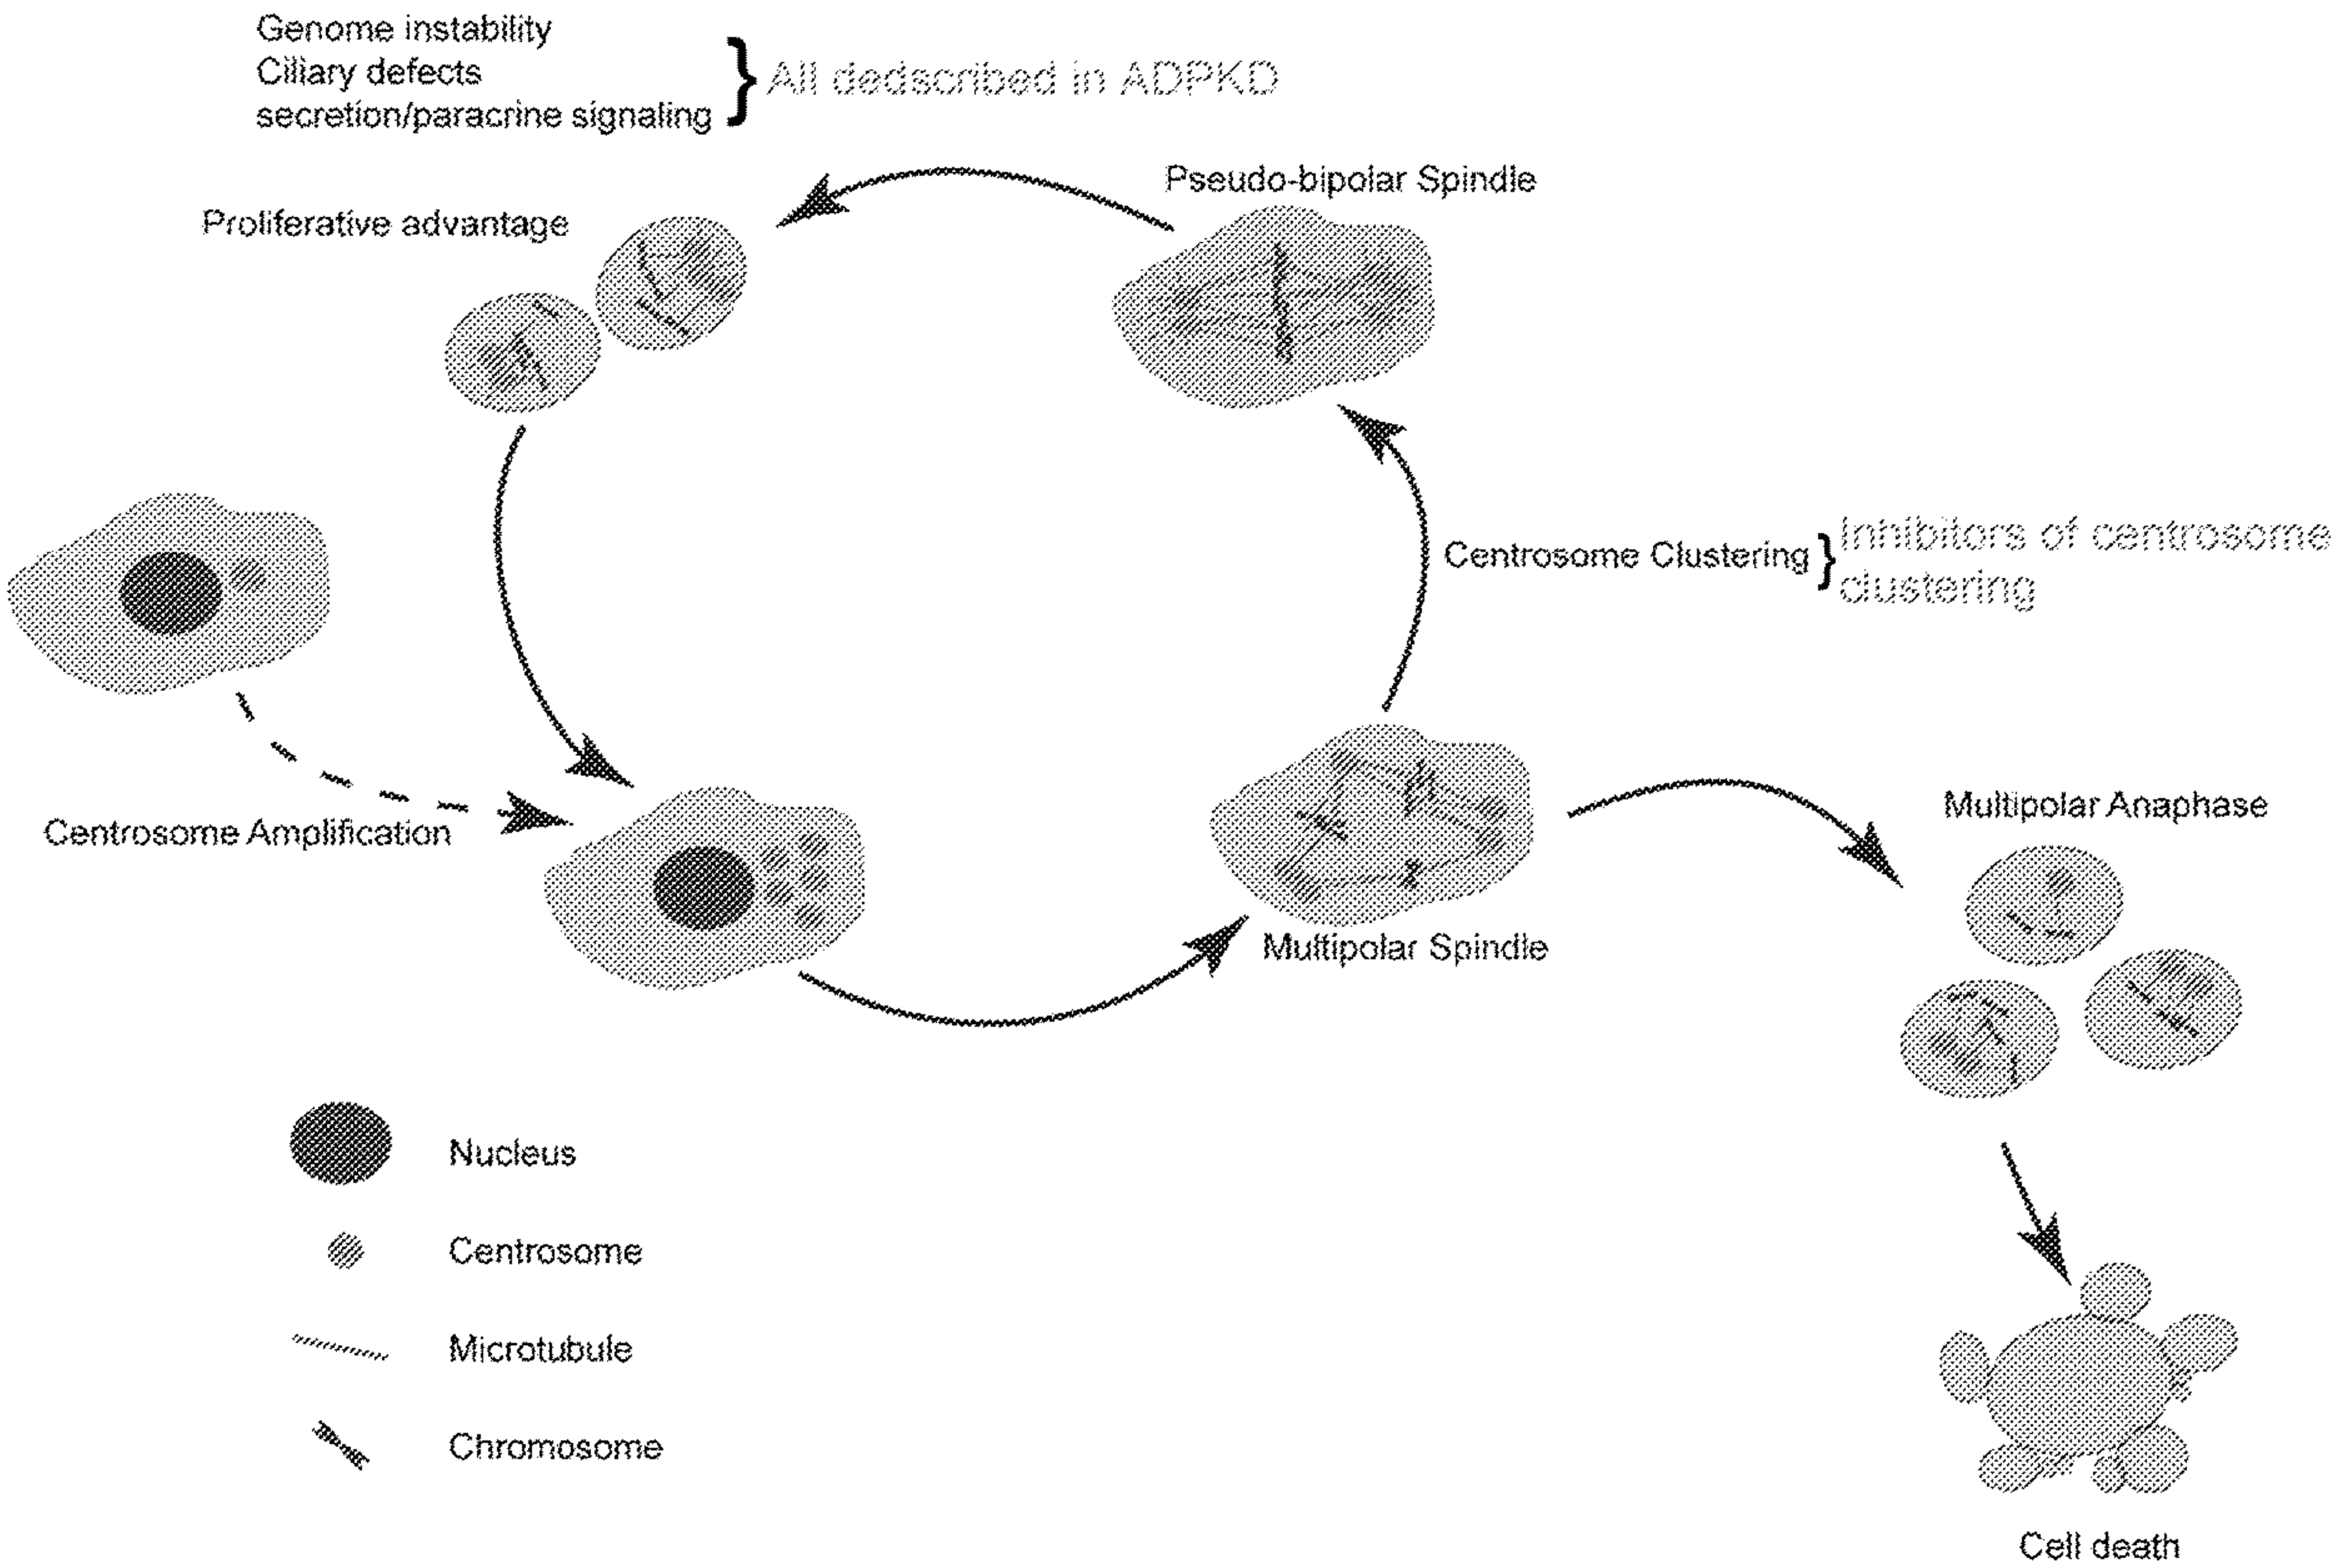 Genome instability
Ciliary defects
secretion/paracrine signaling
} All dedscribed in ADPKD
Pseudo-bipolar Spindle
Proliferative advantage
Centrosome Clustering
} Inhibitors of centrosome
clustering
Centrosome Amplification
Multipolar Anaphase
Multipolar Spindle
Nucleus
Centrosome
Microtubule
Chromosome
Cell death